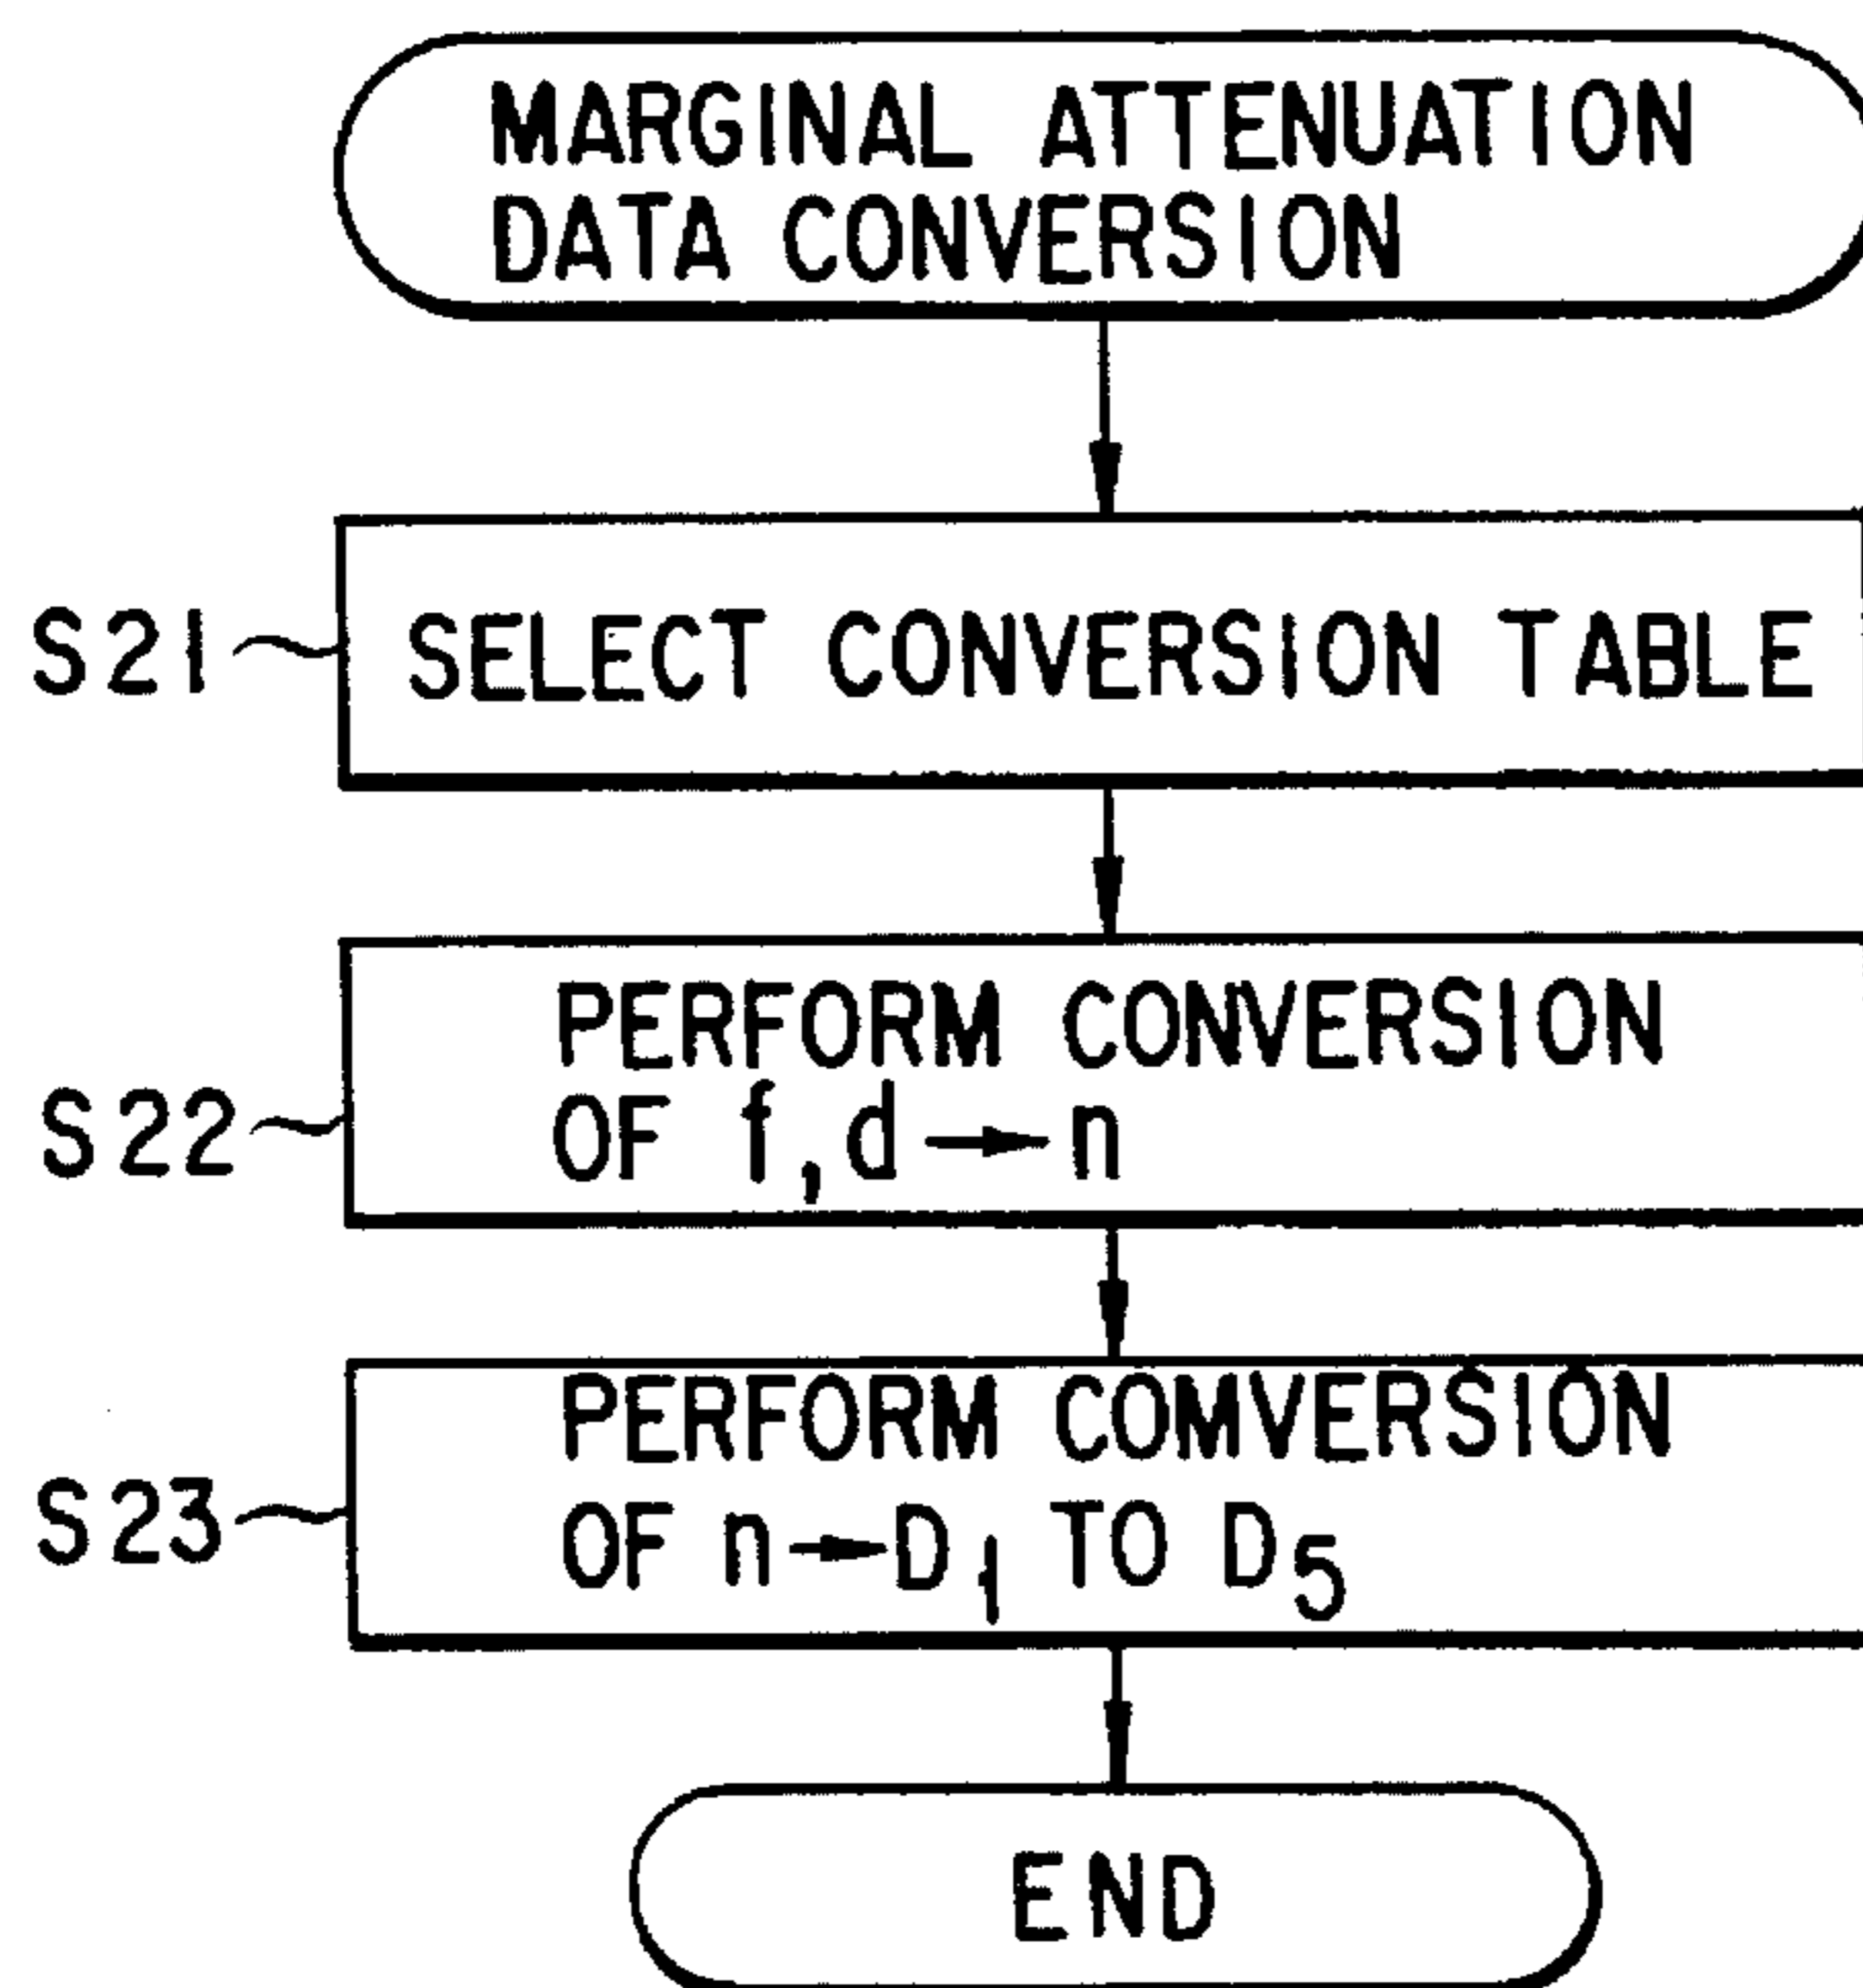 MARGINAL ATTENUATION
DATA CONVERSION
S21
SELECT CONVERSION TABLE
PERFORM CONVERSION
S22
OF f,d→n
PERFORM COMVERSION
S23
OF n→D₁ TO D₅
END